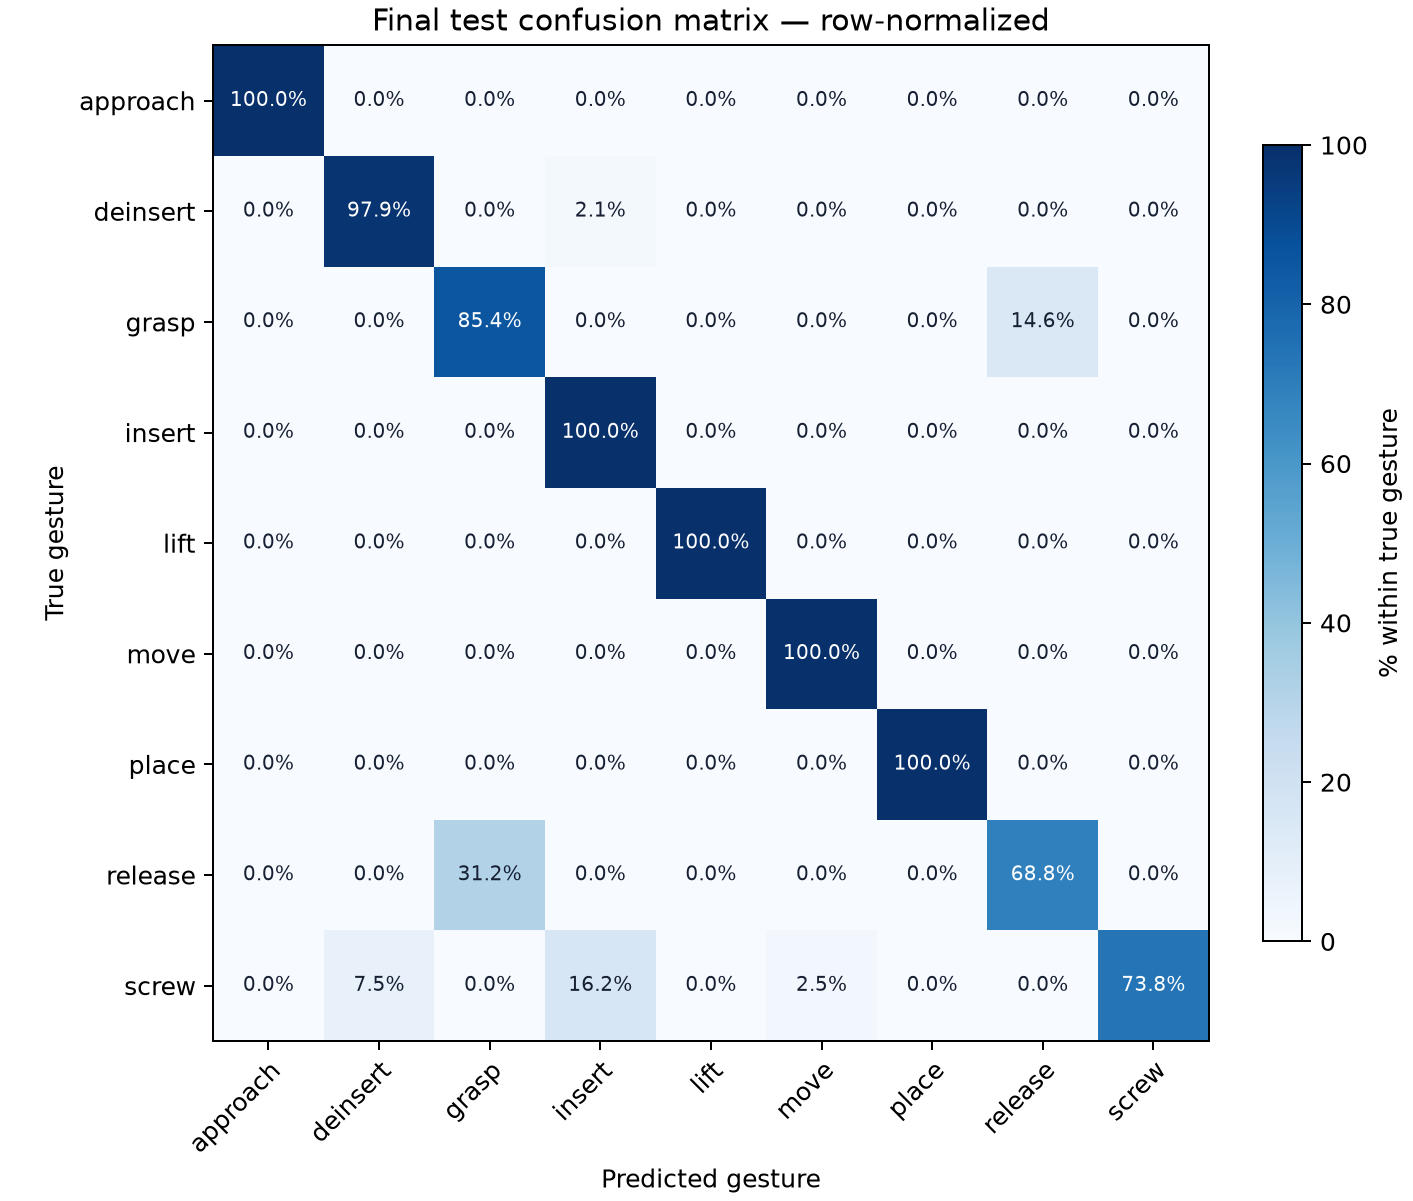 Final test confusion matrix — row-normalized
approach 100.0% 0.0% 0.0% 0.0% 0.0% 0.0% 0.0% 0.0% 0.0%
deinsert 0.0% 97.9% 0.0% 2.1% 0.0% 0.0% 0.0% 0.0% 0.0%
grasp 0.0% 0.0% 85.4% 0.0% 0.0% 0.0% 0.0% 14.6% 0.0%
insert 0.0% 0.0% 0.0% 100.0% 0.0% 0.0% 0.0% 0.0% 0.0%
lift 0.0% 0.0% 0.0% 0.0% 100.0% 0.0% 0.0% 0.0% 0.0%
move 0.0% 0.0% 0.0% 0.0% 0.0% 100.0% 0.0% 0.0% 0.0%
place 0.0% 0.0% 0.0% 0.0% 0.0% 0.0% 100.0% 0.0% 0.0%
release 0.0% 0.0% 31.2% 0.0% 0.0% 0.0% 0.0% 68.8% 0.0%
screw 0.0% 7.5% 0.0% 16.2% 0.0% 2.5% 0.0% 0.0% 73.8%
approach deinsert grasp insert lift move place release screw
Predicted gesture
True gesture
100
80
60
40
20
0
% within true gesture